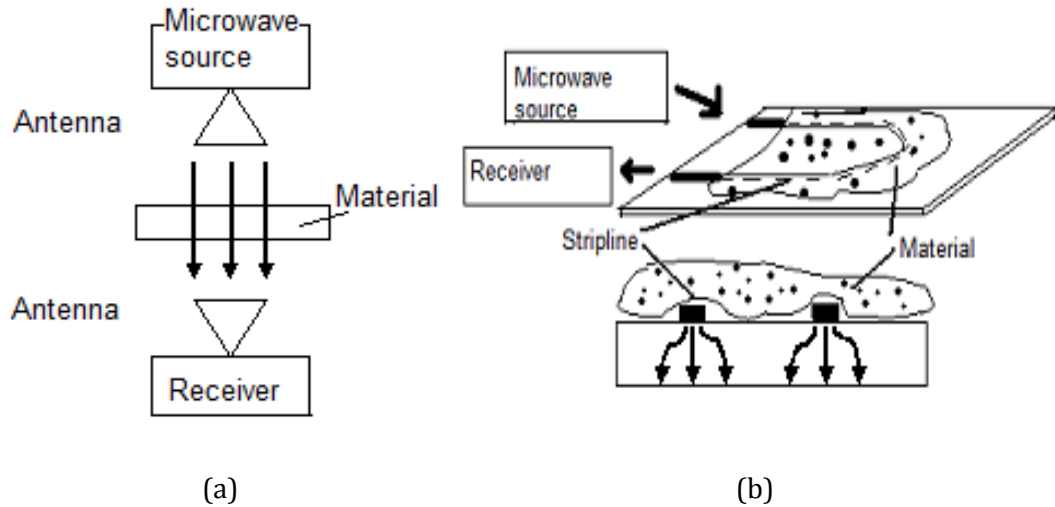 Microwave
source
Antenna
Material
Antenna
Receiver
(a)
Microwave
source
Receiver
Stripline
Material
(b)